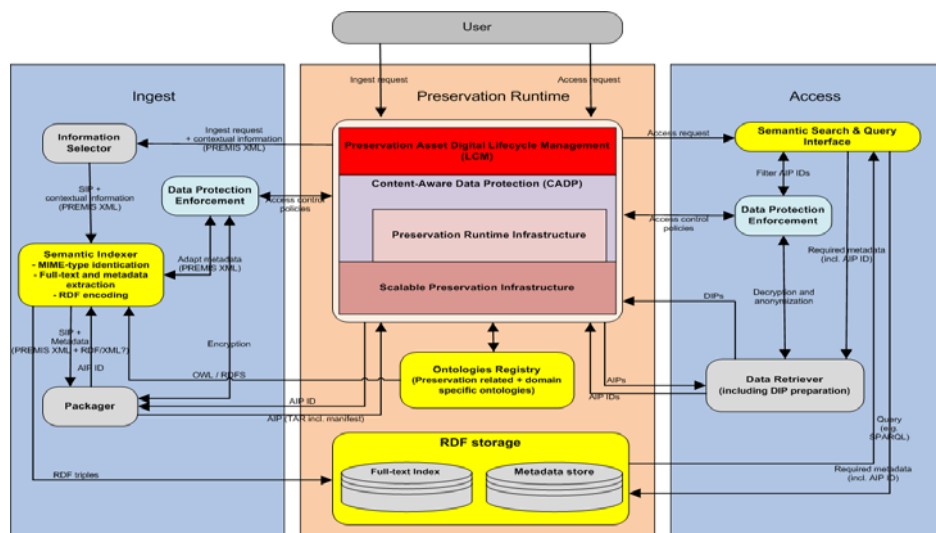 User
Ingest request
Access request
Ingest
Preservation Runtime
Access
Information
Selector
Ingest request
+ contextual information
(PREMIS XML)
Preservation Asset Digital Lifecycle Management
(LCM)
Access request
Semantic Search & Query
Interface
SIP +
contextual information
(PREMIS XML)
Data Protection
Enforcement
Access control
policies
Content-Aware Data Protection (CADP)
Filter AIP IDs
Data Protection
Enforcement
Access control
policies
Preservation Runtime Infrastructure
Semantic Indexer
- MIME-type identication
- Full-text and metadata
extraction
- RDF encoding
Adapt metadata
(PREMIS XML)
Required metadata
(incl. AIP ID)
Scalable Preservation Infrastructure
DIPs
Decryption and
anonymization
SIP +
Metadata
(PREMIS XML + RDF/XML?)
AIP ID
Encryption
OWL / RDFS
Ontologies Registry
(Preservation related + domain
specific ontologies)
AIPs
AIP IDs
Data Retriever
(including DIP preparation)
Packager
AIP ID
AIP (TAR incl. manifest)
Query
(e.g.
SPARQL)
RDF storage
Full-text Index
Metadata store
RDF triples
Required metadata
(incl. AIP ID)